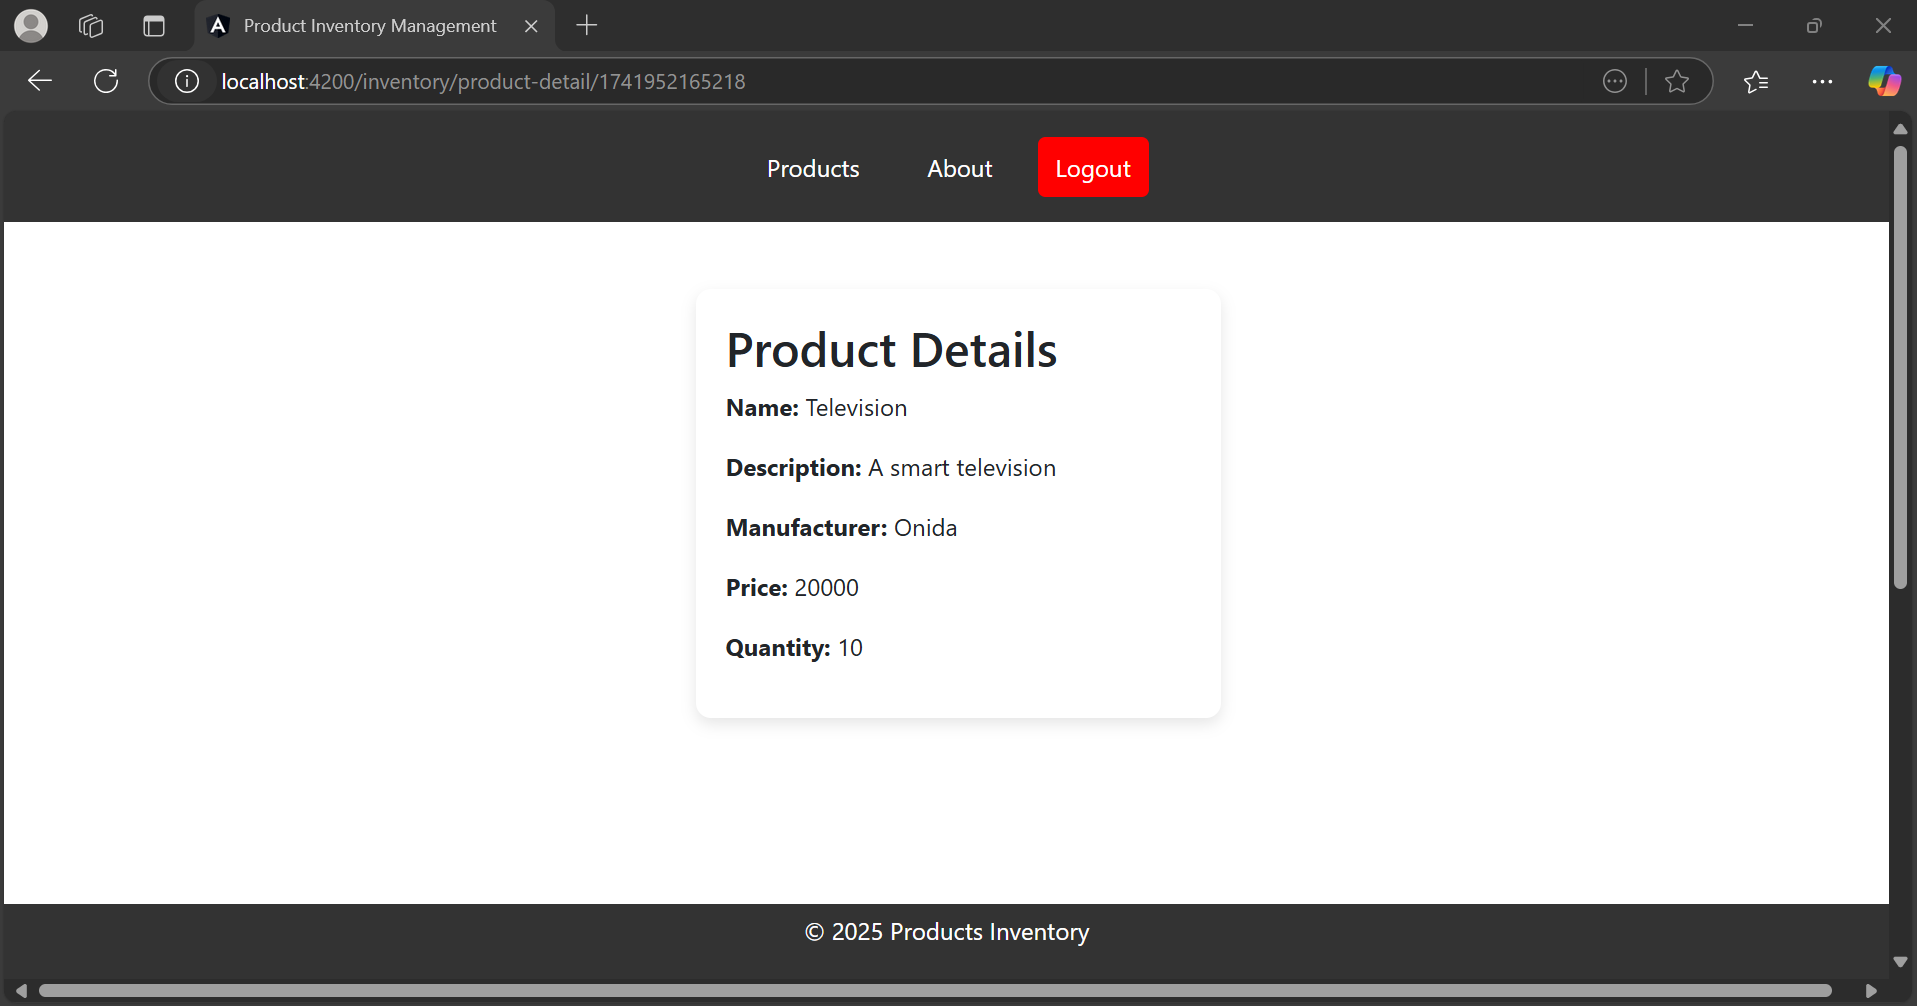 Product Inventory Management
localhost:4200/inventory/product-detail/1741952165218
Products About Logout
Product Details
Name: Television
Description: A smart television
Manufacturer: Onida
Price: 20000
Quantity: 10
© 2025 Products Inventory